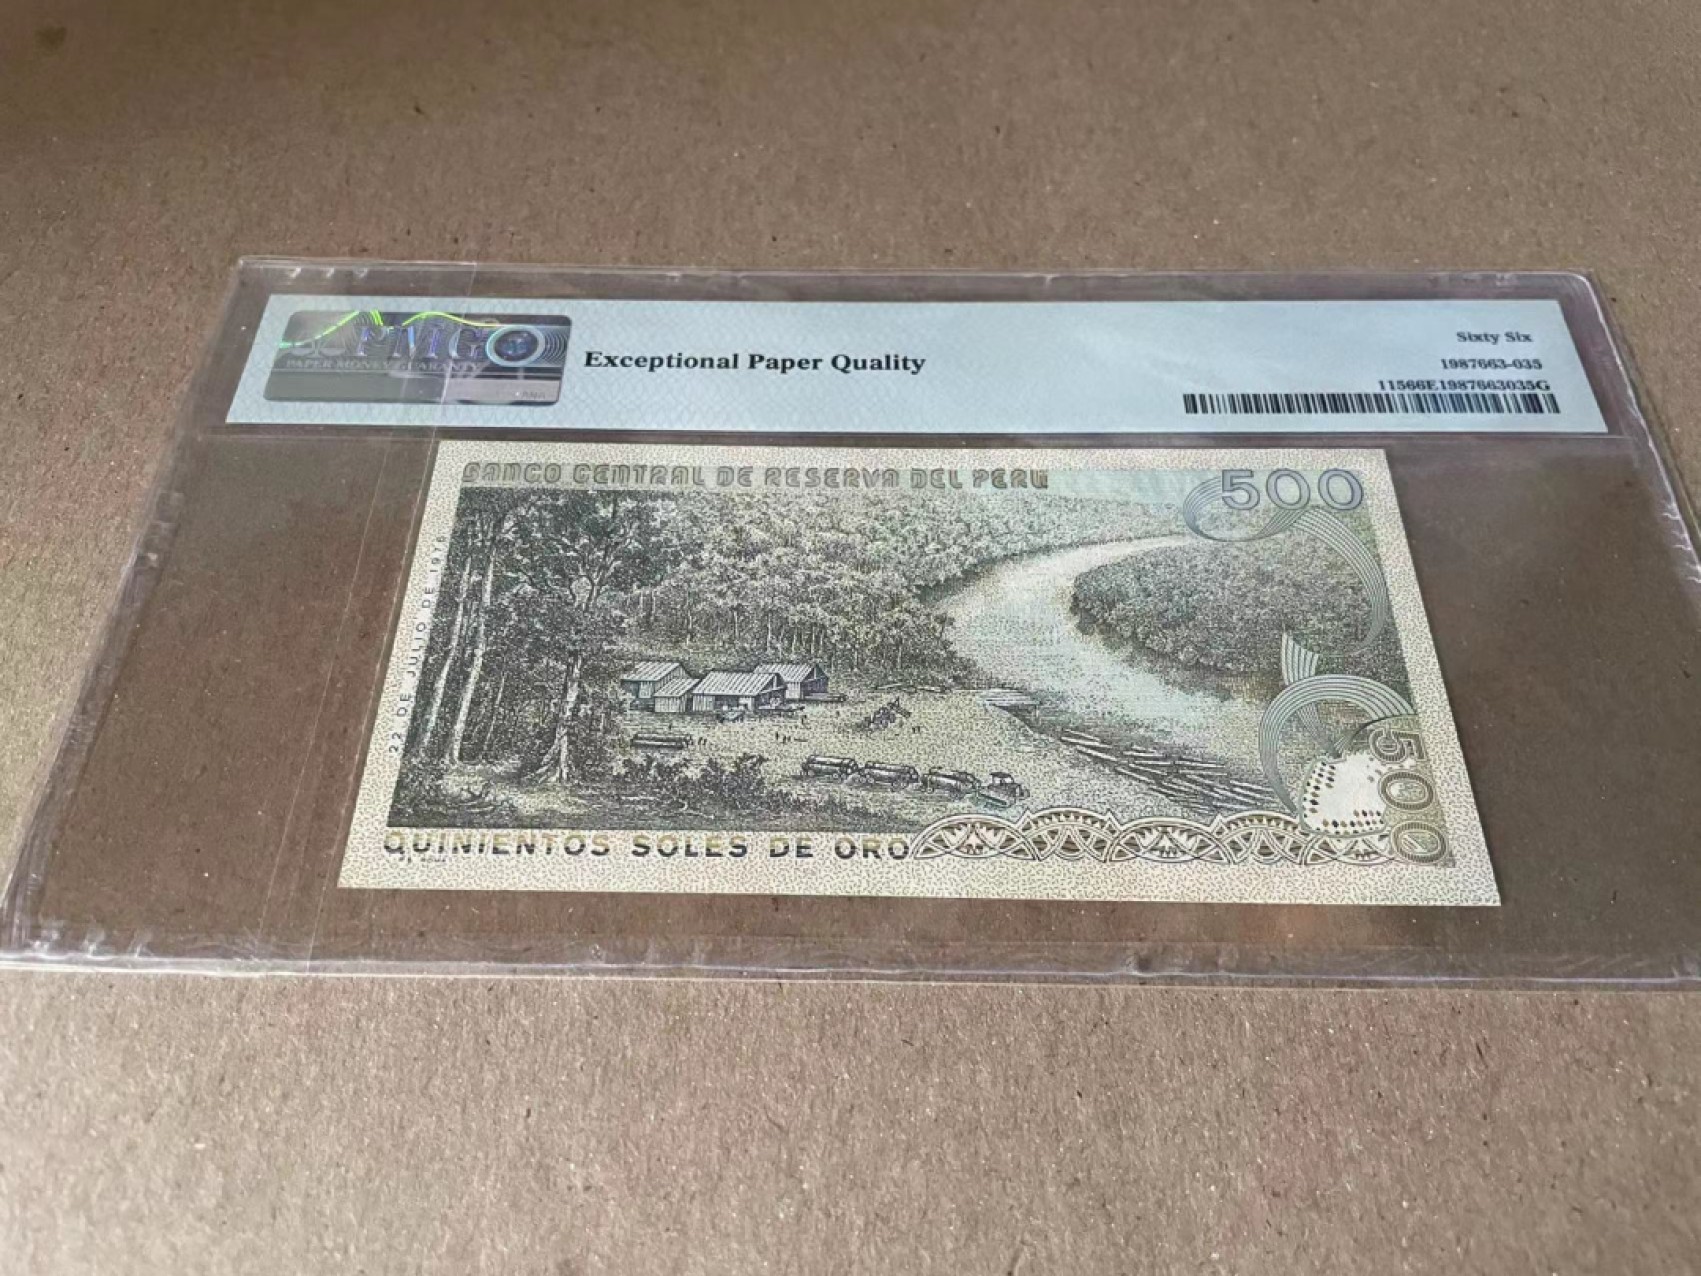 PMG
PAPER MONEY GUARANTY
Exceptional Paper Quality
Sixty Six
1987663-035
11566E1987663035G
BANCO CENTRAL DE RESERVA DEL PERU
500
22 DE JULIO DE 1976
500
QUINIENTOS SOLES DE ORO